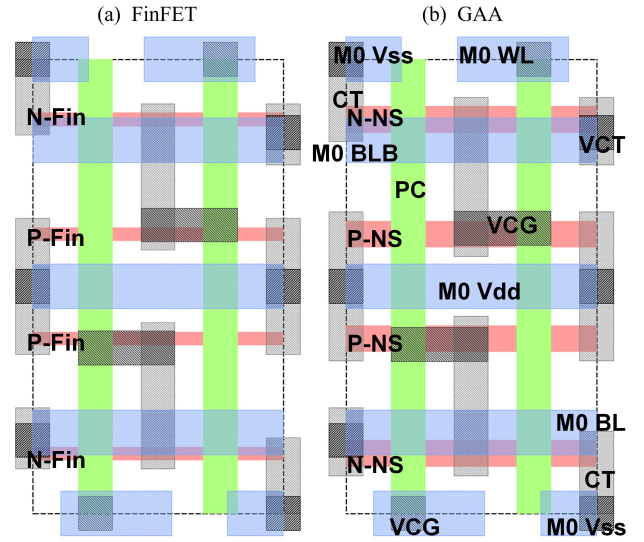 (a) FinFET
(b) GAA
M0 Vss
M0 WL
CT
N-Fin
N-NS
VCT
M0 BLB
PC
VCG
P-Fin
P-NS
M0 Vdd
P-Fin
P-NS
M0 BL
N-Fin
N-NS
CT
VCG
M0 Vss